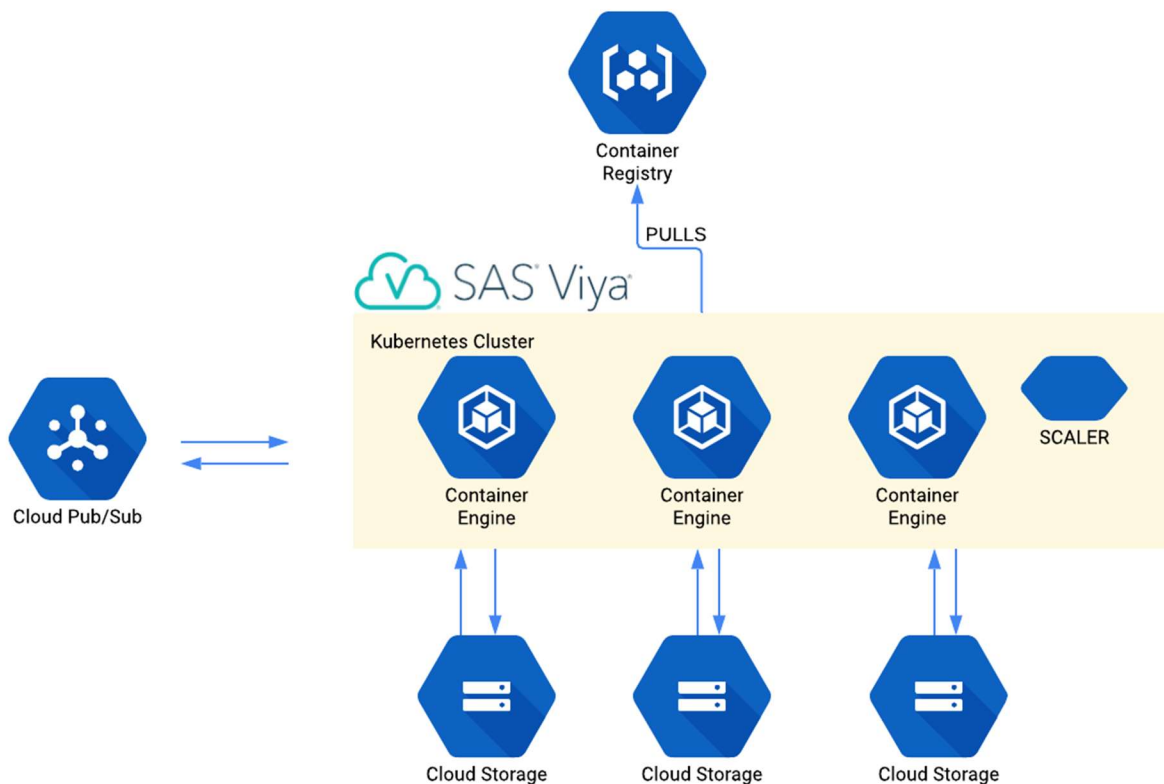 Container
Registry
PULLS
SAS® Viya®
Kubernetes Cluster
SCALER
Container
Engine
Container
Engine
Container
Engine
Cloud Pub/Sub
Cloud Storage
Cloud Storage
Cloud Storage